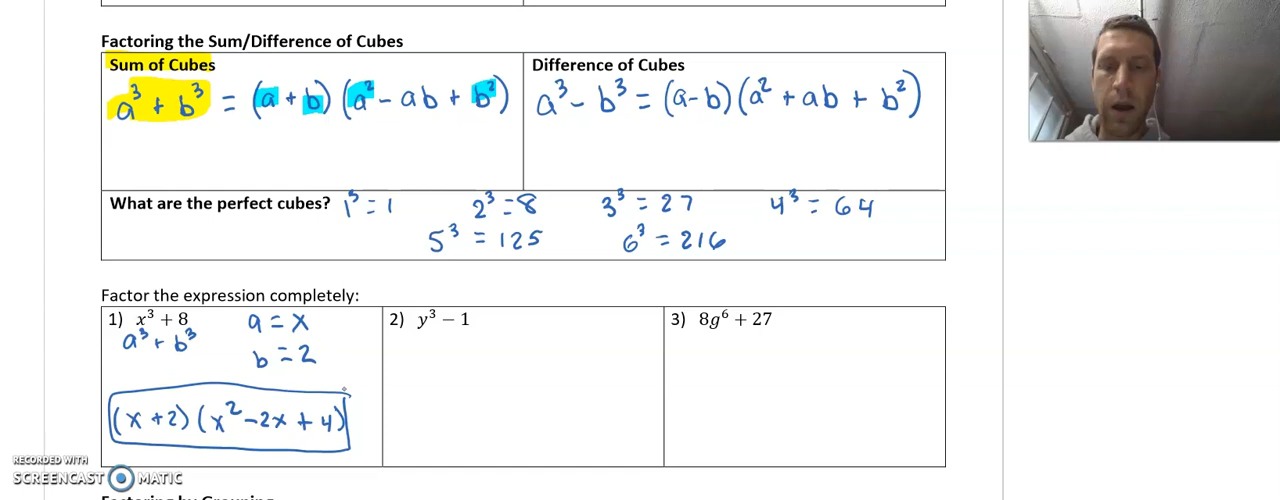 Factoring the Sum/Difference of Cubes
Sum of Cubes
a³ + b³ = (a + b) (a² - ab + b²)
Difference of Cubes
a³ - b³ = (a - b) (a² + ab + b²)
What are the perfect cubes? 1³ = 1 2³ = 8 3³ = 27 4³ = 64
5³ = 125 6³ = 216
Factor the expression completely:
1) x³ + 8 a = x
a³ + b³ b = 2
(x + 2) (x² - 2x + 4)
2) y³ − 1
3) 8g⁶ + 27
RECORDED WITH
SCREENCAST MATIC
Factoring by Grouping